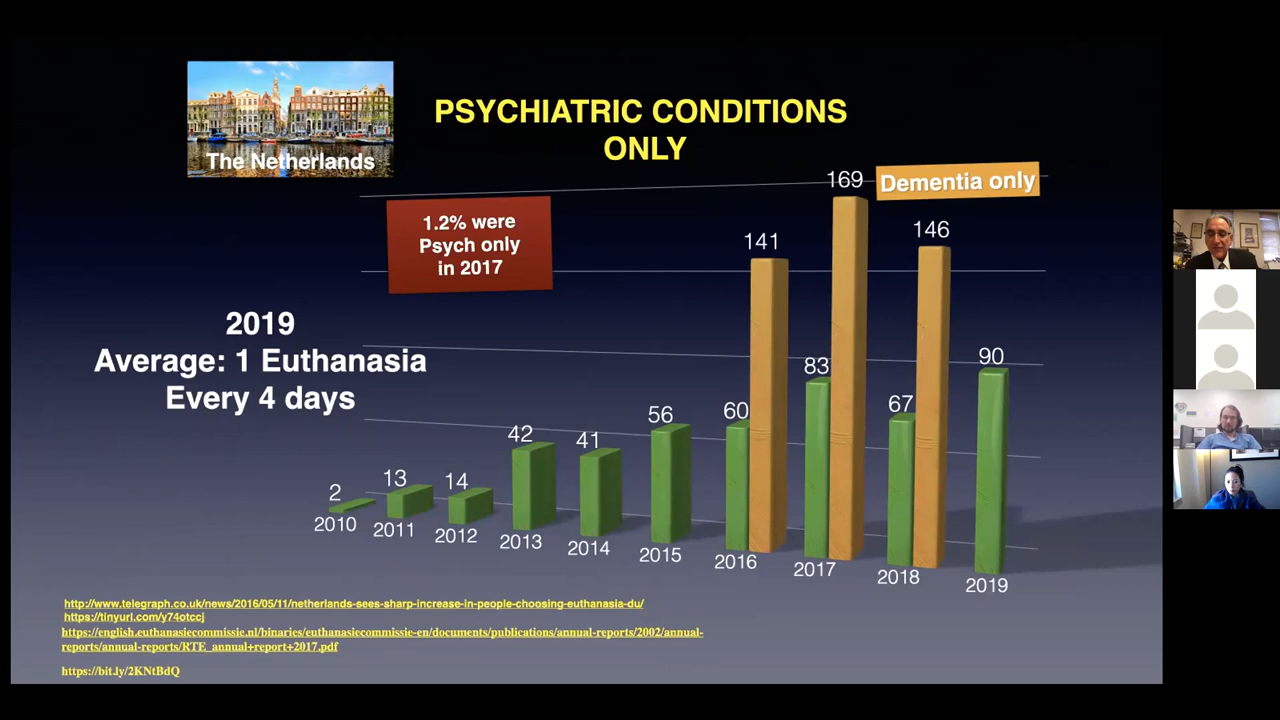 The Netherlands
PSYCHIATRIC CONDITIONS
ONLY
1.2% were
Psych only
in 2017
Dementia only
2019
Average: 1 Euthanasia
Every 4 days
2
13
14
42
41
56
60
141
83
169
67
146
90
2010
2011
2012
2013
2014
2015
2016
2017
2018
2019
http://www.telegraph.co.uk/news/2016/05/11/netherlands-sees-sharp-increase-in-people-choosing-euthanasia-du/
https://tinyurl.com/y74otccj
https://english.euthanasiecommissie.nl/binaries/euthanasiecommissie-en/documents/publications/annual-reports/2002/annual-
reports/annual-reports/RTE_annual+report+2017.pdf
https://bit.ly/2KNtBdQ